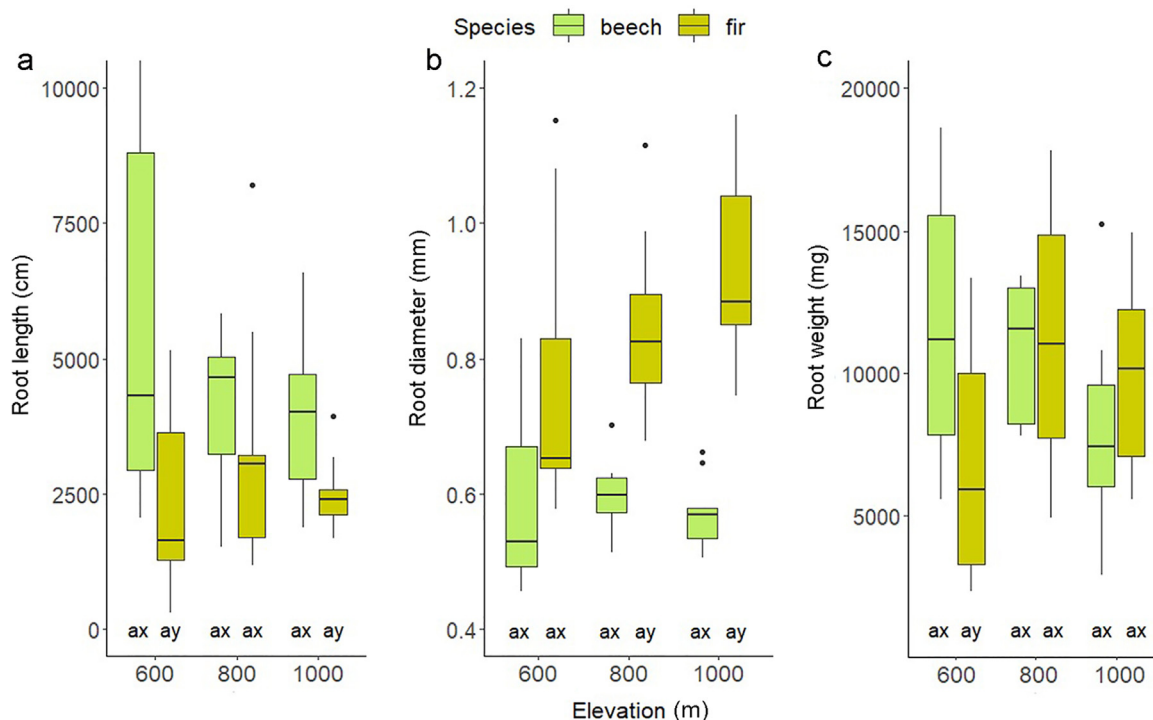 Species beech fir
a b c
Root length (cm)
10000
7500
5000
2500
0
ax ay ax ax ax ay
600 800 1000
Root diameter (mm)
1.2
1.0
0.8
0.6
0.4
ax ax ax ay ax ay
600 800 1000
Root weight (mg)
20000
15000
10000
5000
ax ay ax ax ax ax
600 800 1000
Elevation (m)